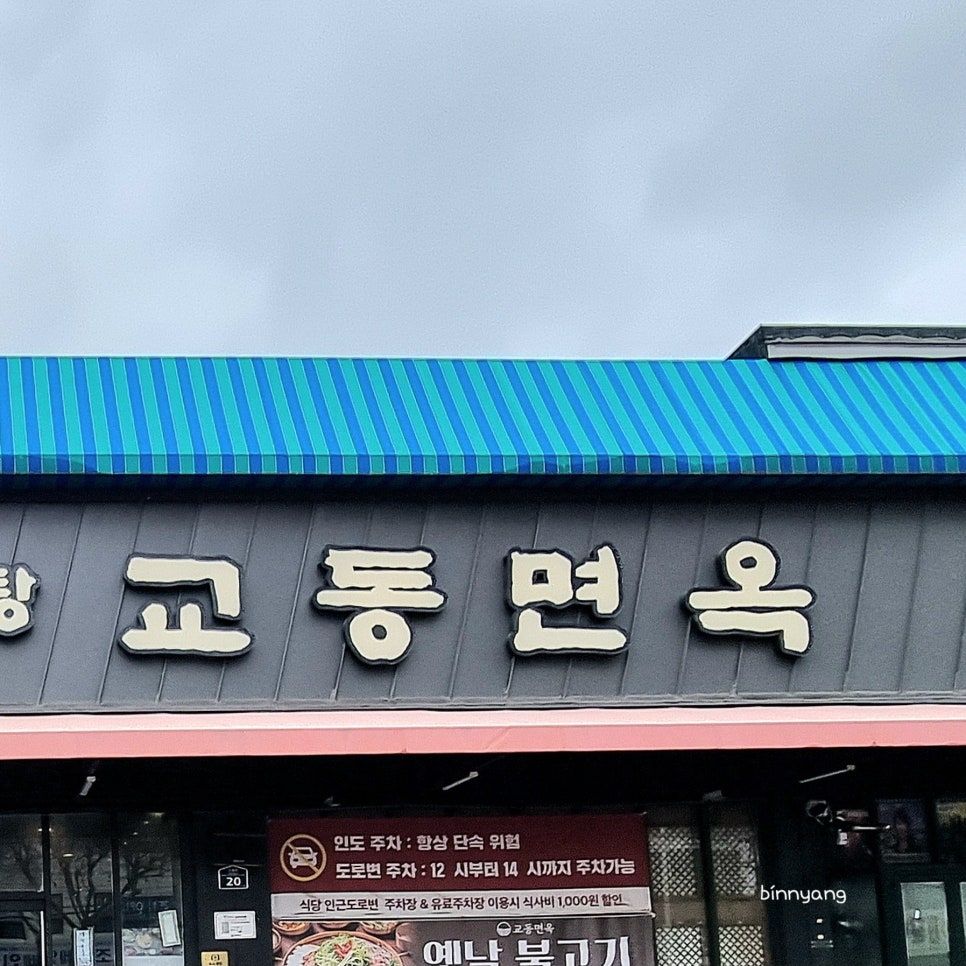 탕 교동면옥
인도 주차 : 항상 단속 위험
도로변 주차 : 12 시부터 14 시까지 주차가능
식당 인근도로변 주차장 & 유료주차장 이용시 식사비 1,000원 할인
20
교동면옥
옛날 불고기
binnyang